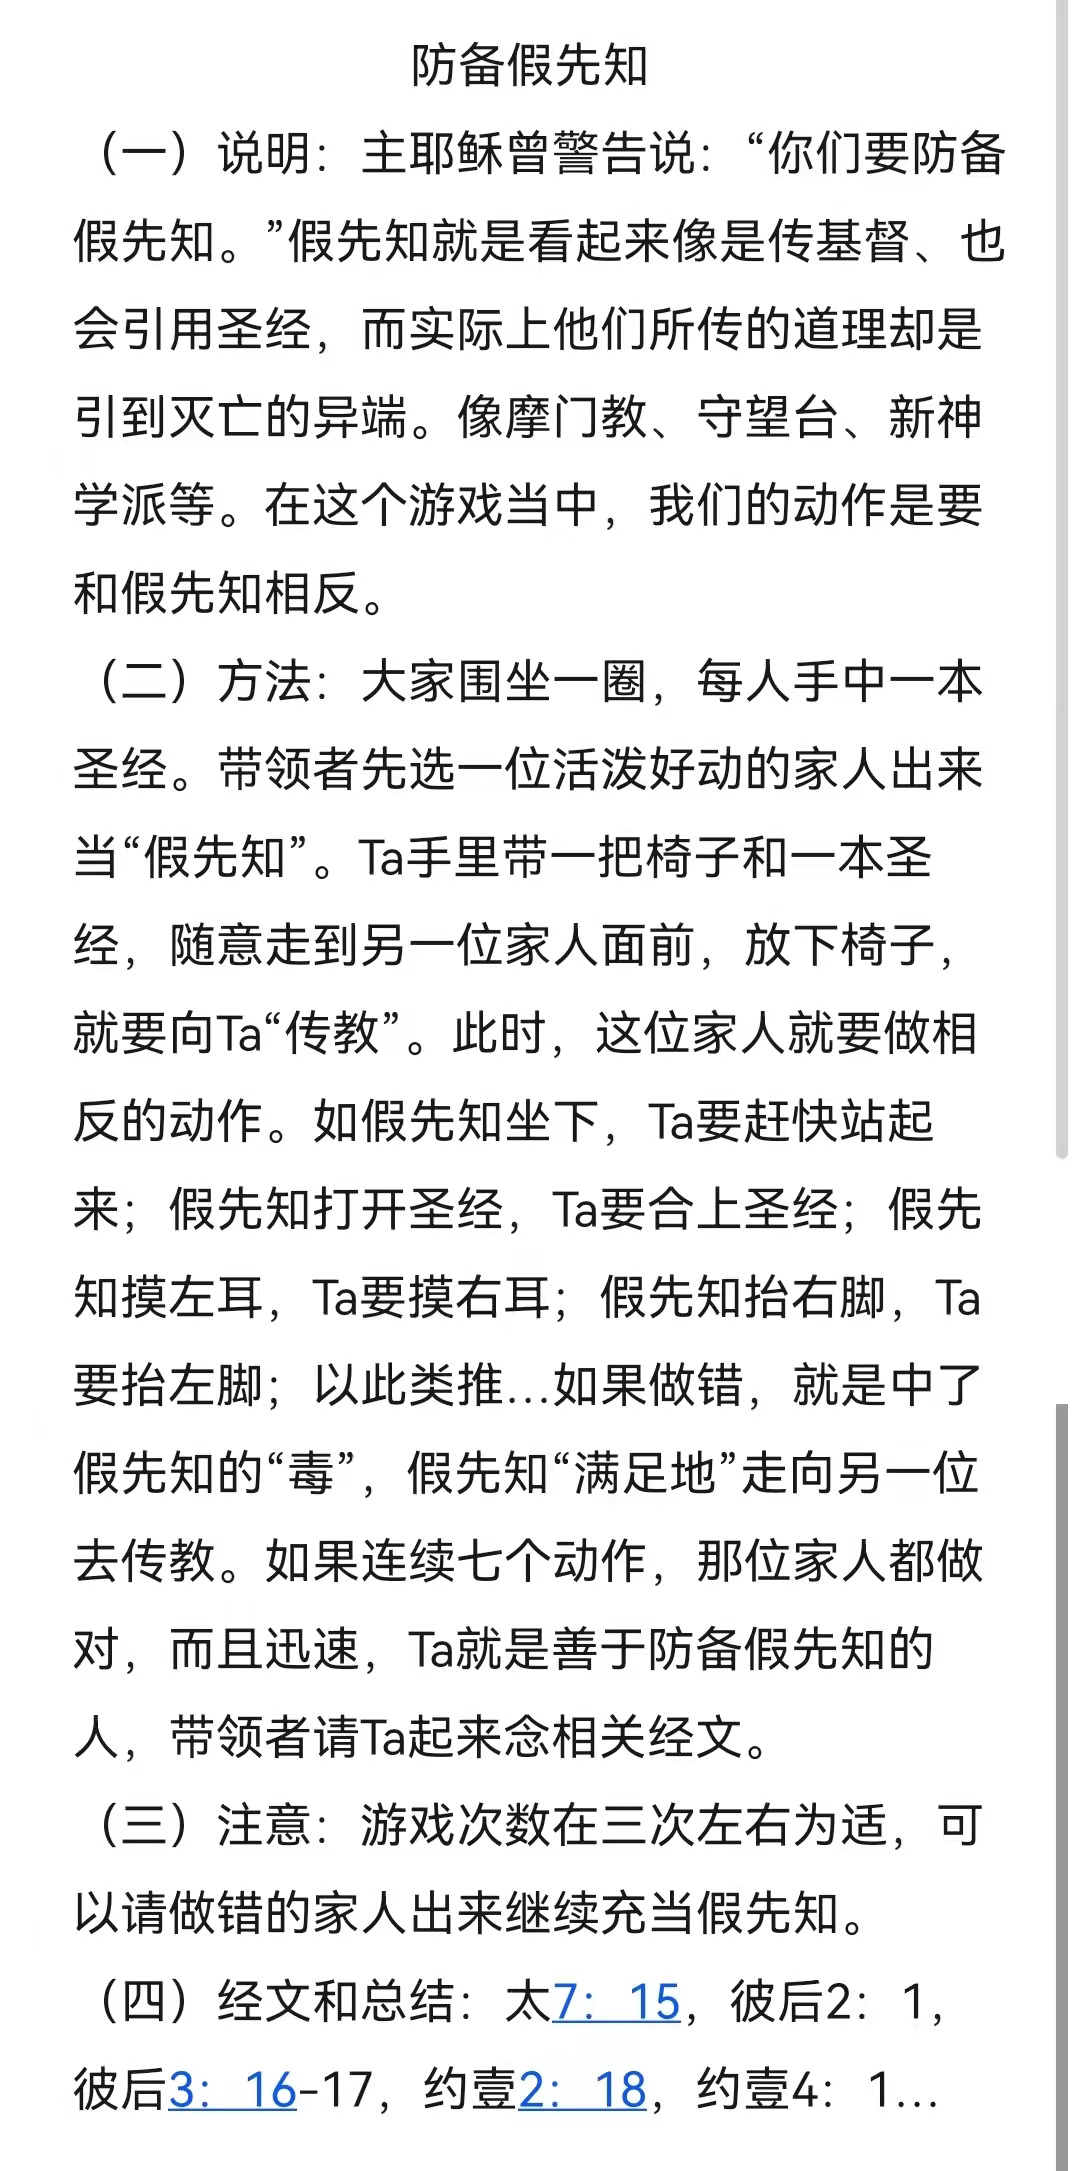 防备假先知
（一）说明：主耶稣曾警告说：“你们要防备
假先知。”假先知就是看起来像是传基督、也
会引用圣经，而实际上他们所传的道理却是
引到灭亡的异端。像摩门教、守望台、新神
学派等。在这个游戏当中，我们的动作是要
和假先知相反。
（二）方法：大家围坐一圈，每人手中一本
圣经。带领者先选一位活泼好动的家人出来
当“假先知”。Ta手里带一把椅子和一本圣
经，随意走到另一位家人面前，放下椅子，
就要向Ta“传教”。此时，这位家人就要做相
反的动作。如假先知坐下，Ta要赶快站起
来；假先知打开圣经，Ta要合上圣经；假先
知摸左耳，Ta要摸右耳；假先知抬右脚，Ta
要抬左脚；以此类推...如果做错，就是中了
假先知的“毒”，假先知“满足地”走向另一位
去传教。如果连续七个动作，那位家人都做
对，而且迅速，Ta就是善于防备假先知的
人，带领者请Ta起来念相关经文。
（三）注意：游戏次数在三次左右为适，可
以请做错的家人出来继续充当假先知。
（四）经文和总结：太7：15，彼后2：1，
彼后3：16-17，约壹2：18，约壹4：1...